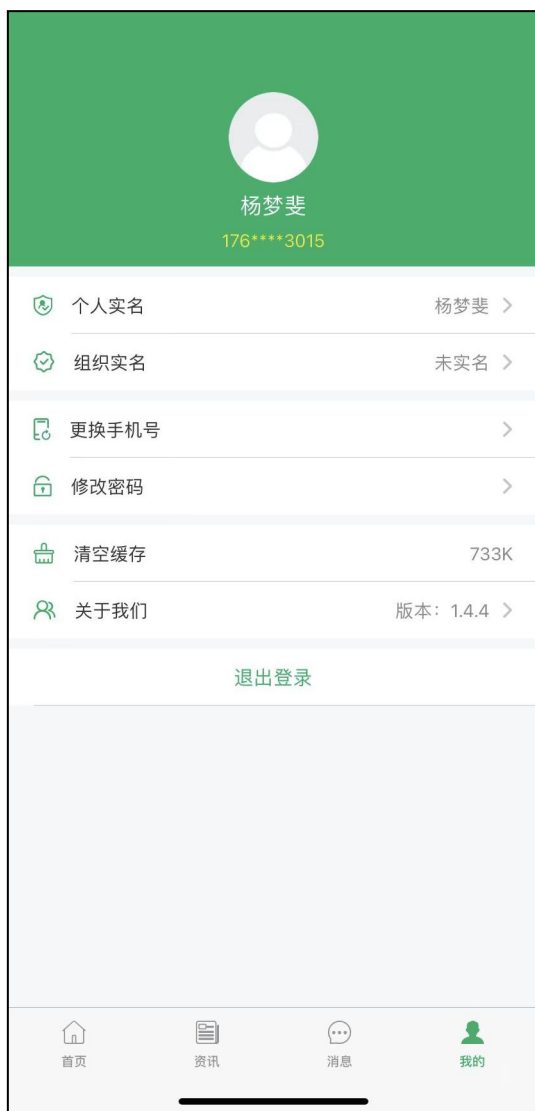 杨梦斐
176****3015
个人实名 杨梦斐
组织实名 未实名
更换手机号
修改密码
清空缓存 733K
关于我们 版本：1.4.4
退出登录
首页 资讯 消息 我的